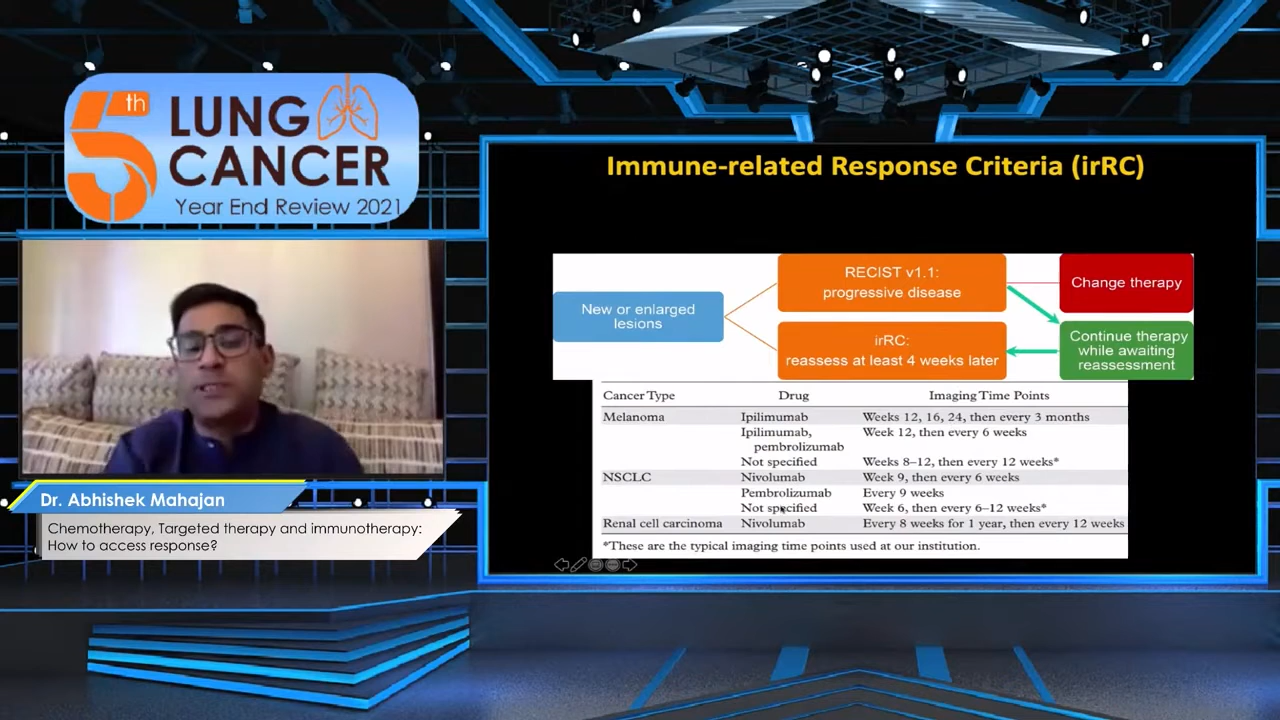 5th LUNG
CANCER
Year End Review 2021
Dr. Abhishek Mahajan
Chemotherapy, Targeted therapy and immunotherapy:
How to access response?
Immune-related Response Criteria (irRC)
New or enlarged
lesions
RECIST v1.1:
progressive disease
irRC:
reassess at least 4 weeks later
Change therapy
Continue therapy
while awaiting
reassessment
Cancer Type Drug Imaging Time Points
Melanoma Ipilimumab Weeks 12, 16, 24, then every 3 months
Ipilimumab, Week 12, then every 6 weeks
pembrolizumab
Not specified Weeks 8–12, then every 12 weeks*
NSCLC Nivolumab Week 9, then every 6 weeks
Pembrolizumab Every 9 weeks
Not specified Week 6, then every 6–12 weeks*
Renal cell carcinoma Nivolumab Every 8 weeks for 1 year, then every 12 weeks
*These are the typical imaging time points used at our institution.